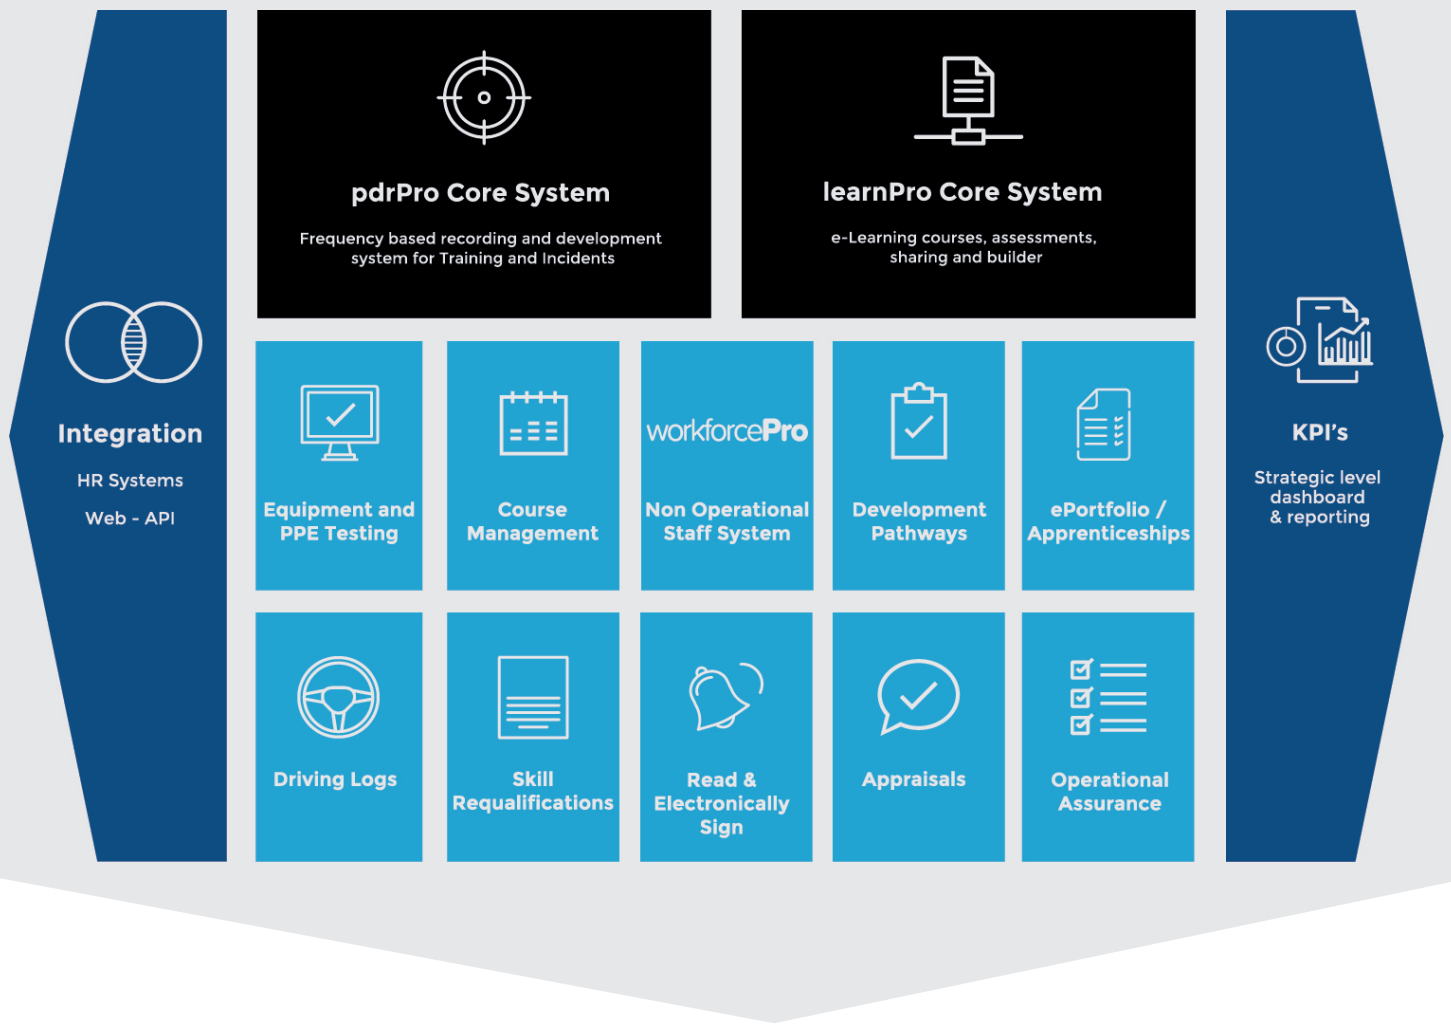 pdrPro Core System
Frequency based recording and development
system for Training and Incidents
learnPro Core System
e-Learning courses, assessments,
sharing and builder
Integration
HR Systems
Web - API
KPI's
Strategic level
dashboard
& reporting
Equipment and
PPE Testing
Course
Management
workforcePro
Non Operational
Staff System
Development
Pathways
ePortfolio /
Apprenticeships
Driving Logs
Skill
Requalifications
Read &
Electronically
Sign
Appraisals
Operational
Assurance